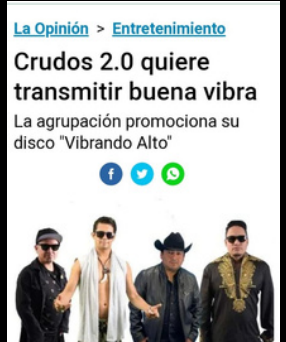 La Opinión > Entretenimiento
Crudos 2.0 quiere
transmitir buena vibra
La agrupación promociona su
disco "Vibrando Alto"